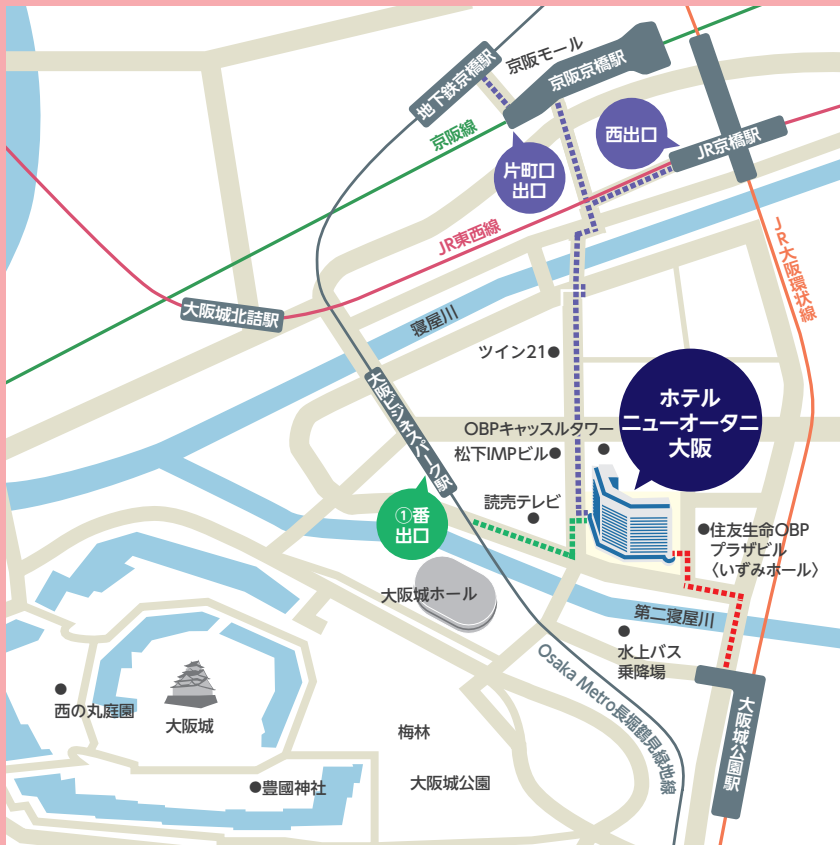 地下鉄京橋駅
京阪モール
京阪京橋駅
京阪線
片町口
出口
西出口
JR京橋駅
JR東西線
JR大阪環状線
大阪城北詰駅
寝屋川
ツイン21
大阪ビジネスパーク駅
ホテル
ニューオータニ
大阪
OBPキャッスルタワー
松下IMPビル
読売テレビ
①番
出口
住友生命OBP
プラザビル
〈いずみホール〉
大阪城ホール
第二寝屋川
水上バス
乗降場
Osaka Metro長堀鶴見緑地線
大阪城公園駅
西の丸庭園
大阪城
梅林
豊國神社
大阪城公園